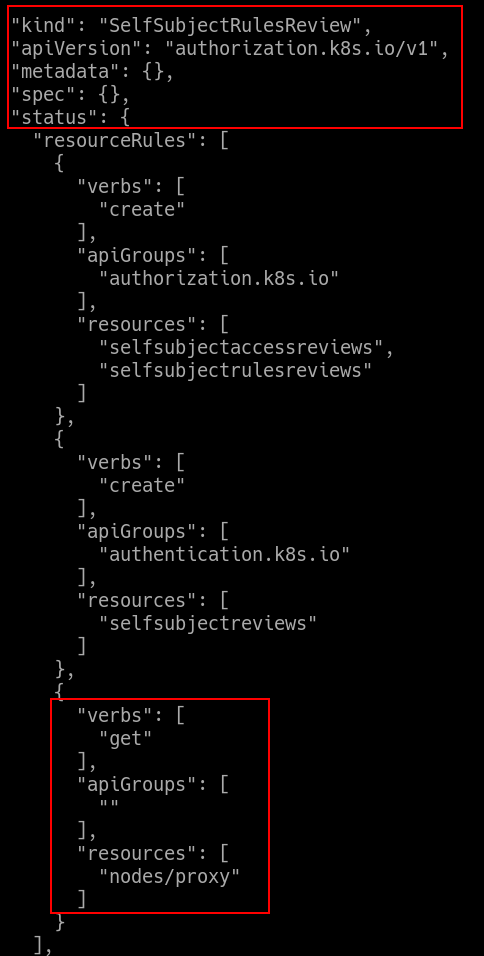 "kind": "SelfSubjectRulesReview",
"apiVersion": "authorization.k8s.io/v1",
"metadata": {},
"spec": {},
"status": {
"resourceRules": [
{
"verbs": [
"create"
],
"apiGroups": [
"authorization.k8s.io"
],
"resources": [
"selfsubjectaccessreviews",
"selfsubjectrulesreviews"
]
},
{
"verbs": [
"create"
],
"apiGroups": [
"authentication.k8s.io"
],
"resources": [
"selfsubjectreviews"
]
},
{
"verbs": [
"get"
],
"apiGroups": [
""
],
"resources": [
"nodes/proxy"
]
}
],